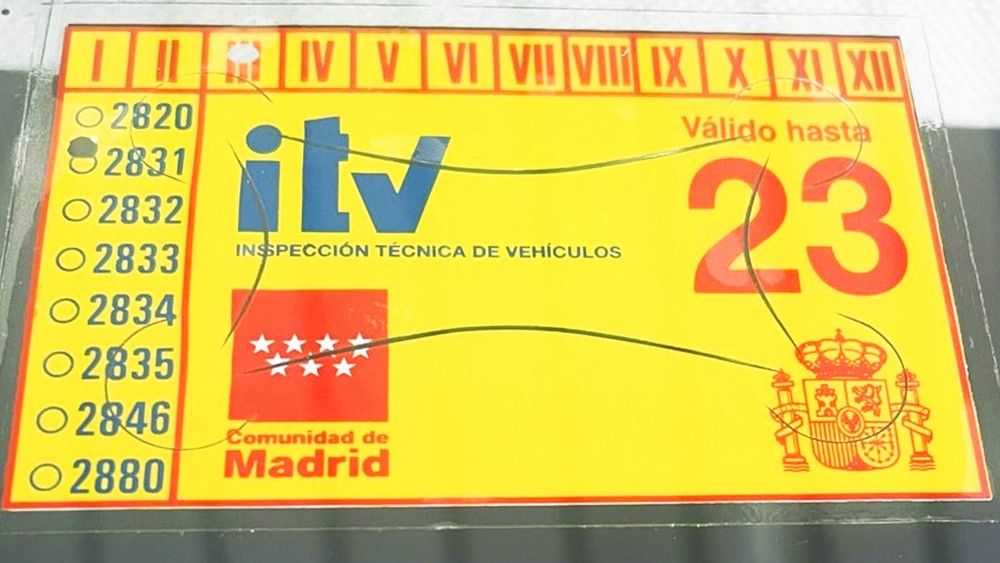 I II III IV V VI VII VIII IX X XI XII
2820
2831
2832
2833
2834
2835
2846
2880
itv
INSPECCIÓN TÉCNICA DE VEHÍCULOS
Comunidad de
Madrid
Válido hasta
23